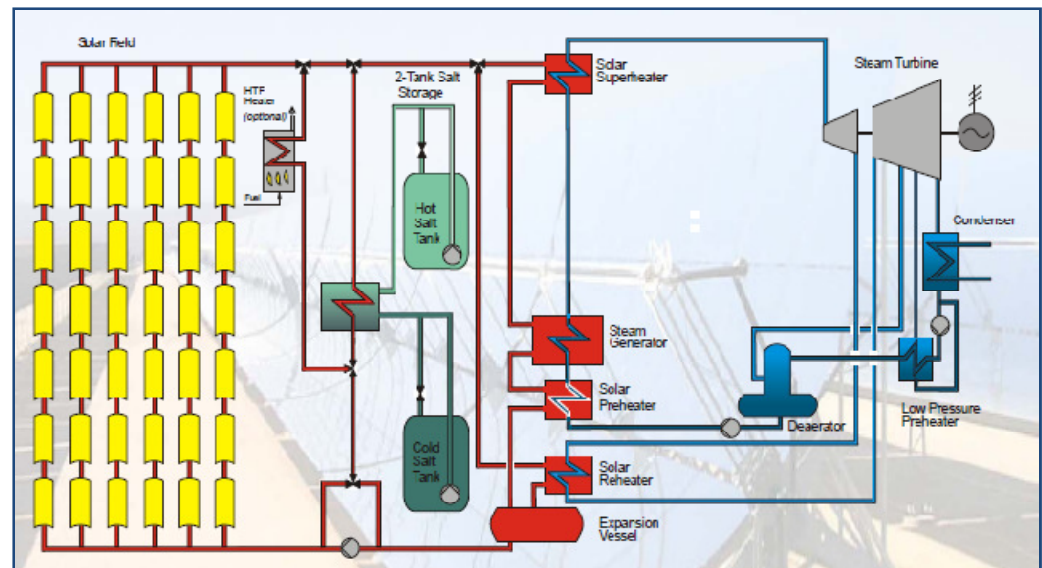 Solar Field
HTF
Heater
(optional)
Fuel
2-Tank Salt
Storage
Hot
Salt
Tank
Cold
Salt
Tank
Solar
Superheater
Steam
Generator
Solar
Preheater
Solar
Reheater
Expansion
Vessel
Steam Turbine
Condenser
Low Pressure
Preheater
Deaerator